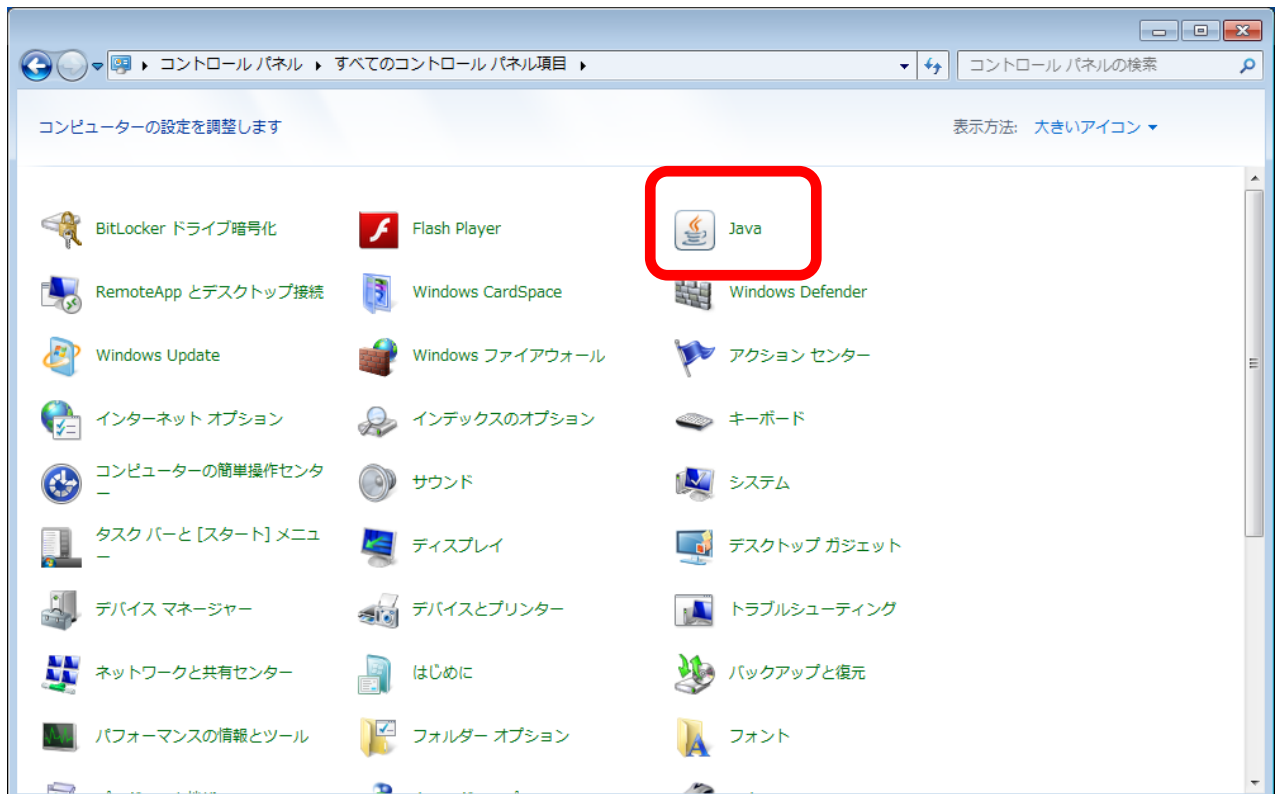 コントロール パネル
すべてのコントロール パネル項目
コントロール パネルの検索
コンピューターの設定を調整します
表示方法: 大きいアイコン
BitLocker ドライブ暗号化
Flash Player
Java
RemoteApp とデスクトップ接続
Windows CardSpace
Windows Defender
Windows Update
Windows ファイアウォール
アクション センター
インターネット オプション
インデックスのオプション
キーボード
コンピューターの簡単操作センタ
ー
サウンド
システム
タスク バーと [スタート] メニュ
ー
ディスプレイ
デスクトップ ガジェット
デバイス マネージャー
デバイスとプリンター
トラブルシューティング
ネットワークと共有センター
はじめに
バックアップと復元
パフォーマンスの情報とツール
フォルダー オプション
フォント